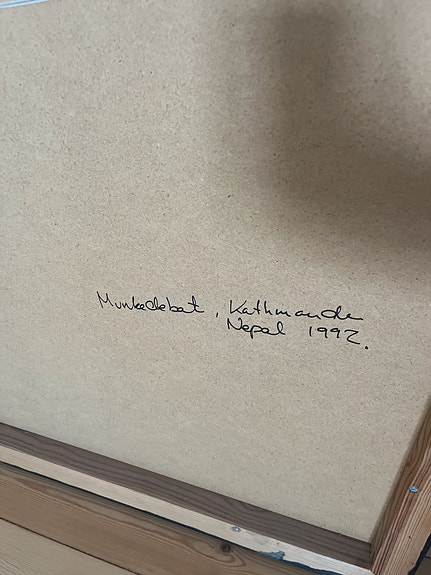 Munkedebat, Kathmandu
Nepal 1992.